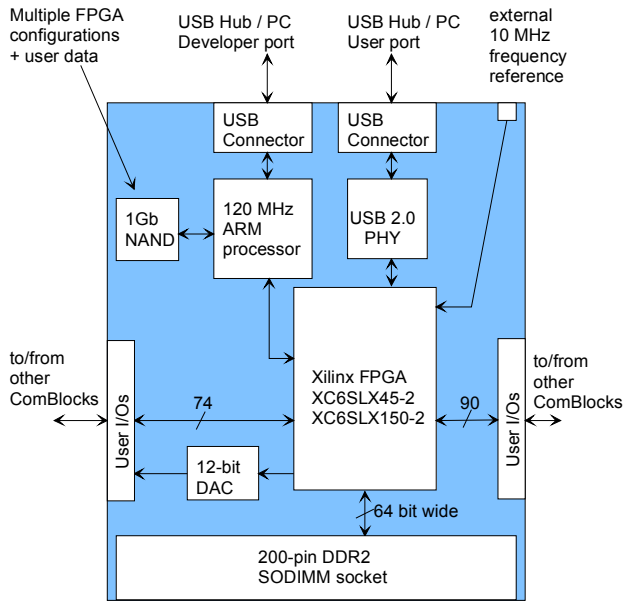 Multiple FPGA
configurations
+ user data
USB Hub / PC
Developer port
USB Hub / PC
User port
external
10 MHz
frequency
reference
USB
Connector
USB
Connector
1Gb
NAND
120 MHz
ARM
processor
USB 2.0
PHY
to/from
other
ComBlocks
User I/Os
74
Xilinx FPGA
XC6SLX45-2
XC6SLX150-2
90
User I/Os
to/from
other
ComBlocks
12-bit
DAC
64 bit wide
200-pin DDR2
SODIMM socket